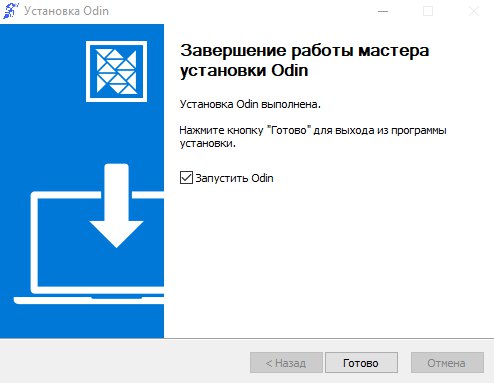 Установка Odin
Завершение работы мастера
установки Odin
Установка Odin выполнена.
Нажмите кнопку "Готово" для выхода из программы
установки.
Запустить Odin
< Назад
Готово
Отмена